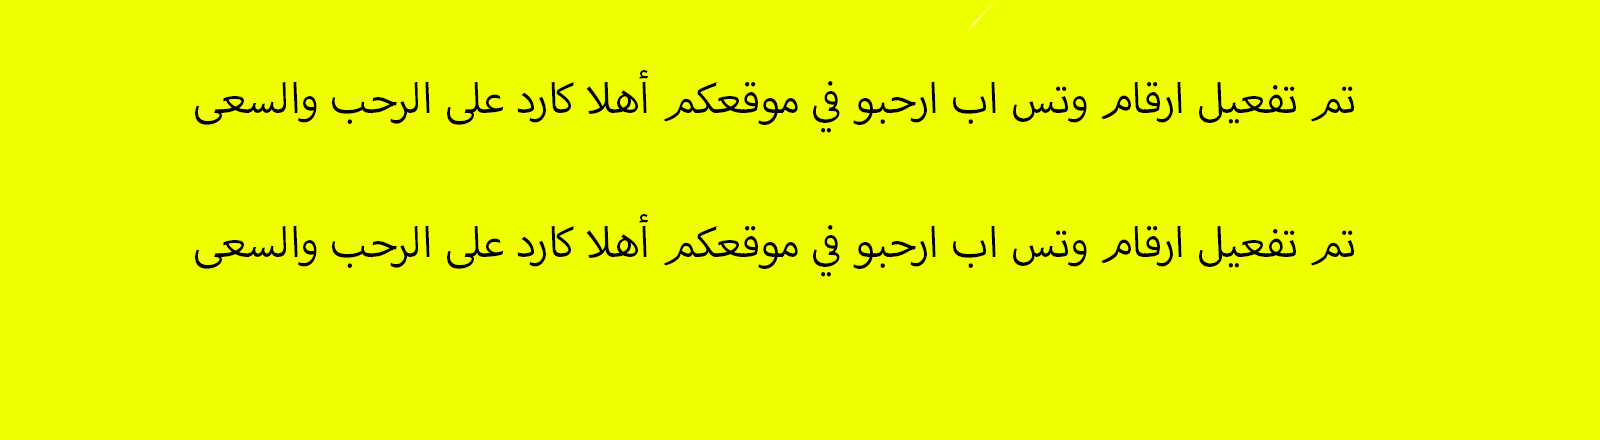 تم تفعيل ارقام وتس اب ارحبو في موقعكم أهلا كارد على الرحب والسعى
تم تفعيل ارقام وتس اب ارحبو في موقعكم أهلا كارد على الرحب والسعى